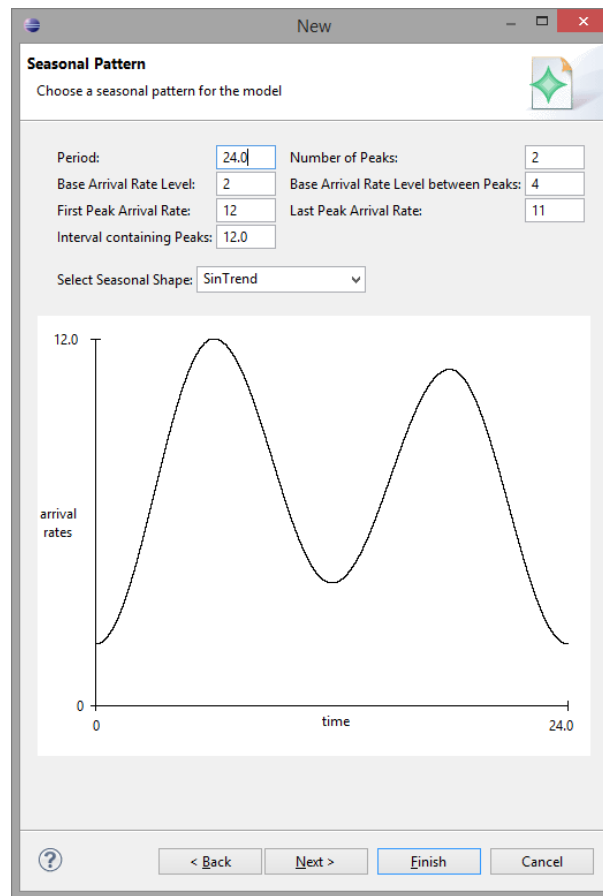 New
Seasonal Pattern
Choose a seasonal pattern for the model
Period: 24.0 Number of Peaks: 2
Base Arrival Rate Level: 2 Base Arrival Rate Level between Peaks: 4
First Peak Arrival Rate: 12 Last Peak Arrival Rate: 11
Interval containing Peaks: 12.0
Select Seasonal Shape: SinTrend
12.0
arrival
rates
0
0 time 24.0
? < Back Next > Finish Cancel